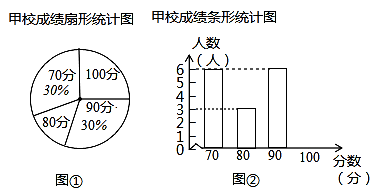 甲校成绩扇形统计图
70分
30%
100分
80分
90分
30%
图①
甲校成绩条形统计图
人数
(人)
6
5
4
3
2
1
0
70 80 90 100 分数
(分)
图②